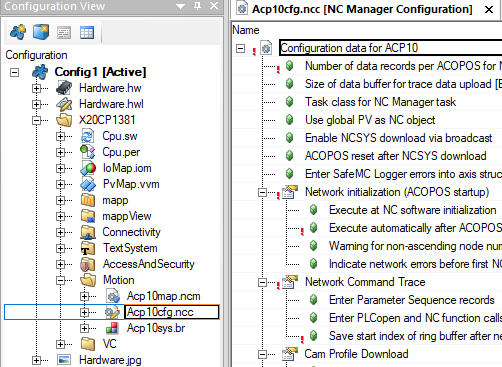 Configuration View
Configuration
Config1 [Active]
Hardware.hw
Hardware.hwl
X20CP1381
Cpu.sw
Cpu.per
IoMap.iom
PvMap.vvm
mapp
mappView
Connectivity
TextSystem
AccessAndSecurity
Motion
Acp10map.ncm
Acp10cfg.ncc
Acp10sys.br
VC
Hardware.jpg
Acp10cfg.ncc [NC Manager Configuration]
Name
Configuration data for ACP10
Number of data records per ACOPOS for N
Size of data buffer for trace data upload [B
Task class for NC Manager task
Use global PV as NC object
Enable NCSYS download via broadcast
ACOPOS reset after NCSYS download
Enter SafeMC Logger errors into axis struc
Network initialization (ACOPOS startup)
Execute at NC software initialization
Execute automatically after ACOPOS
Warning for non-ascending node num
Indicate network errors before first NC
Network Command Trace
Enter Parameter Sequence records
Enter PLCopen and NC function calls
Save start index of ring buffer after ne
Cam Profile Download